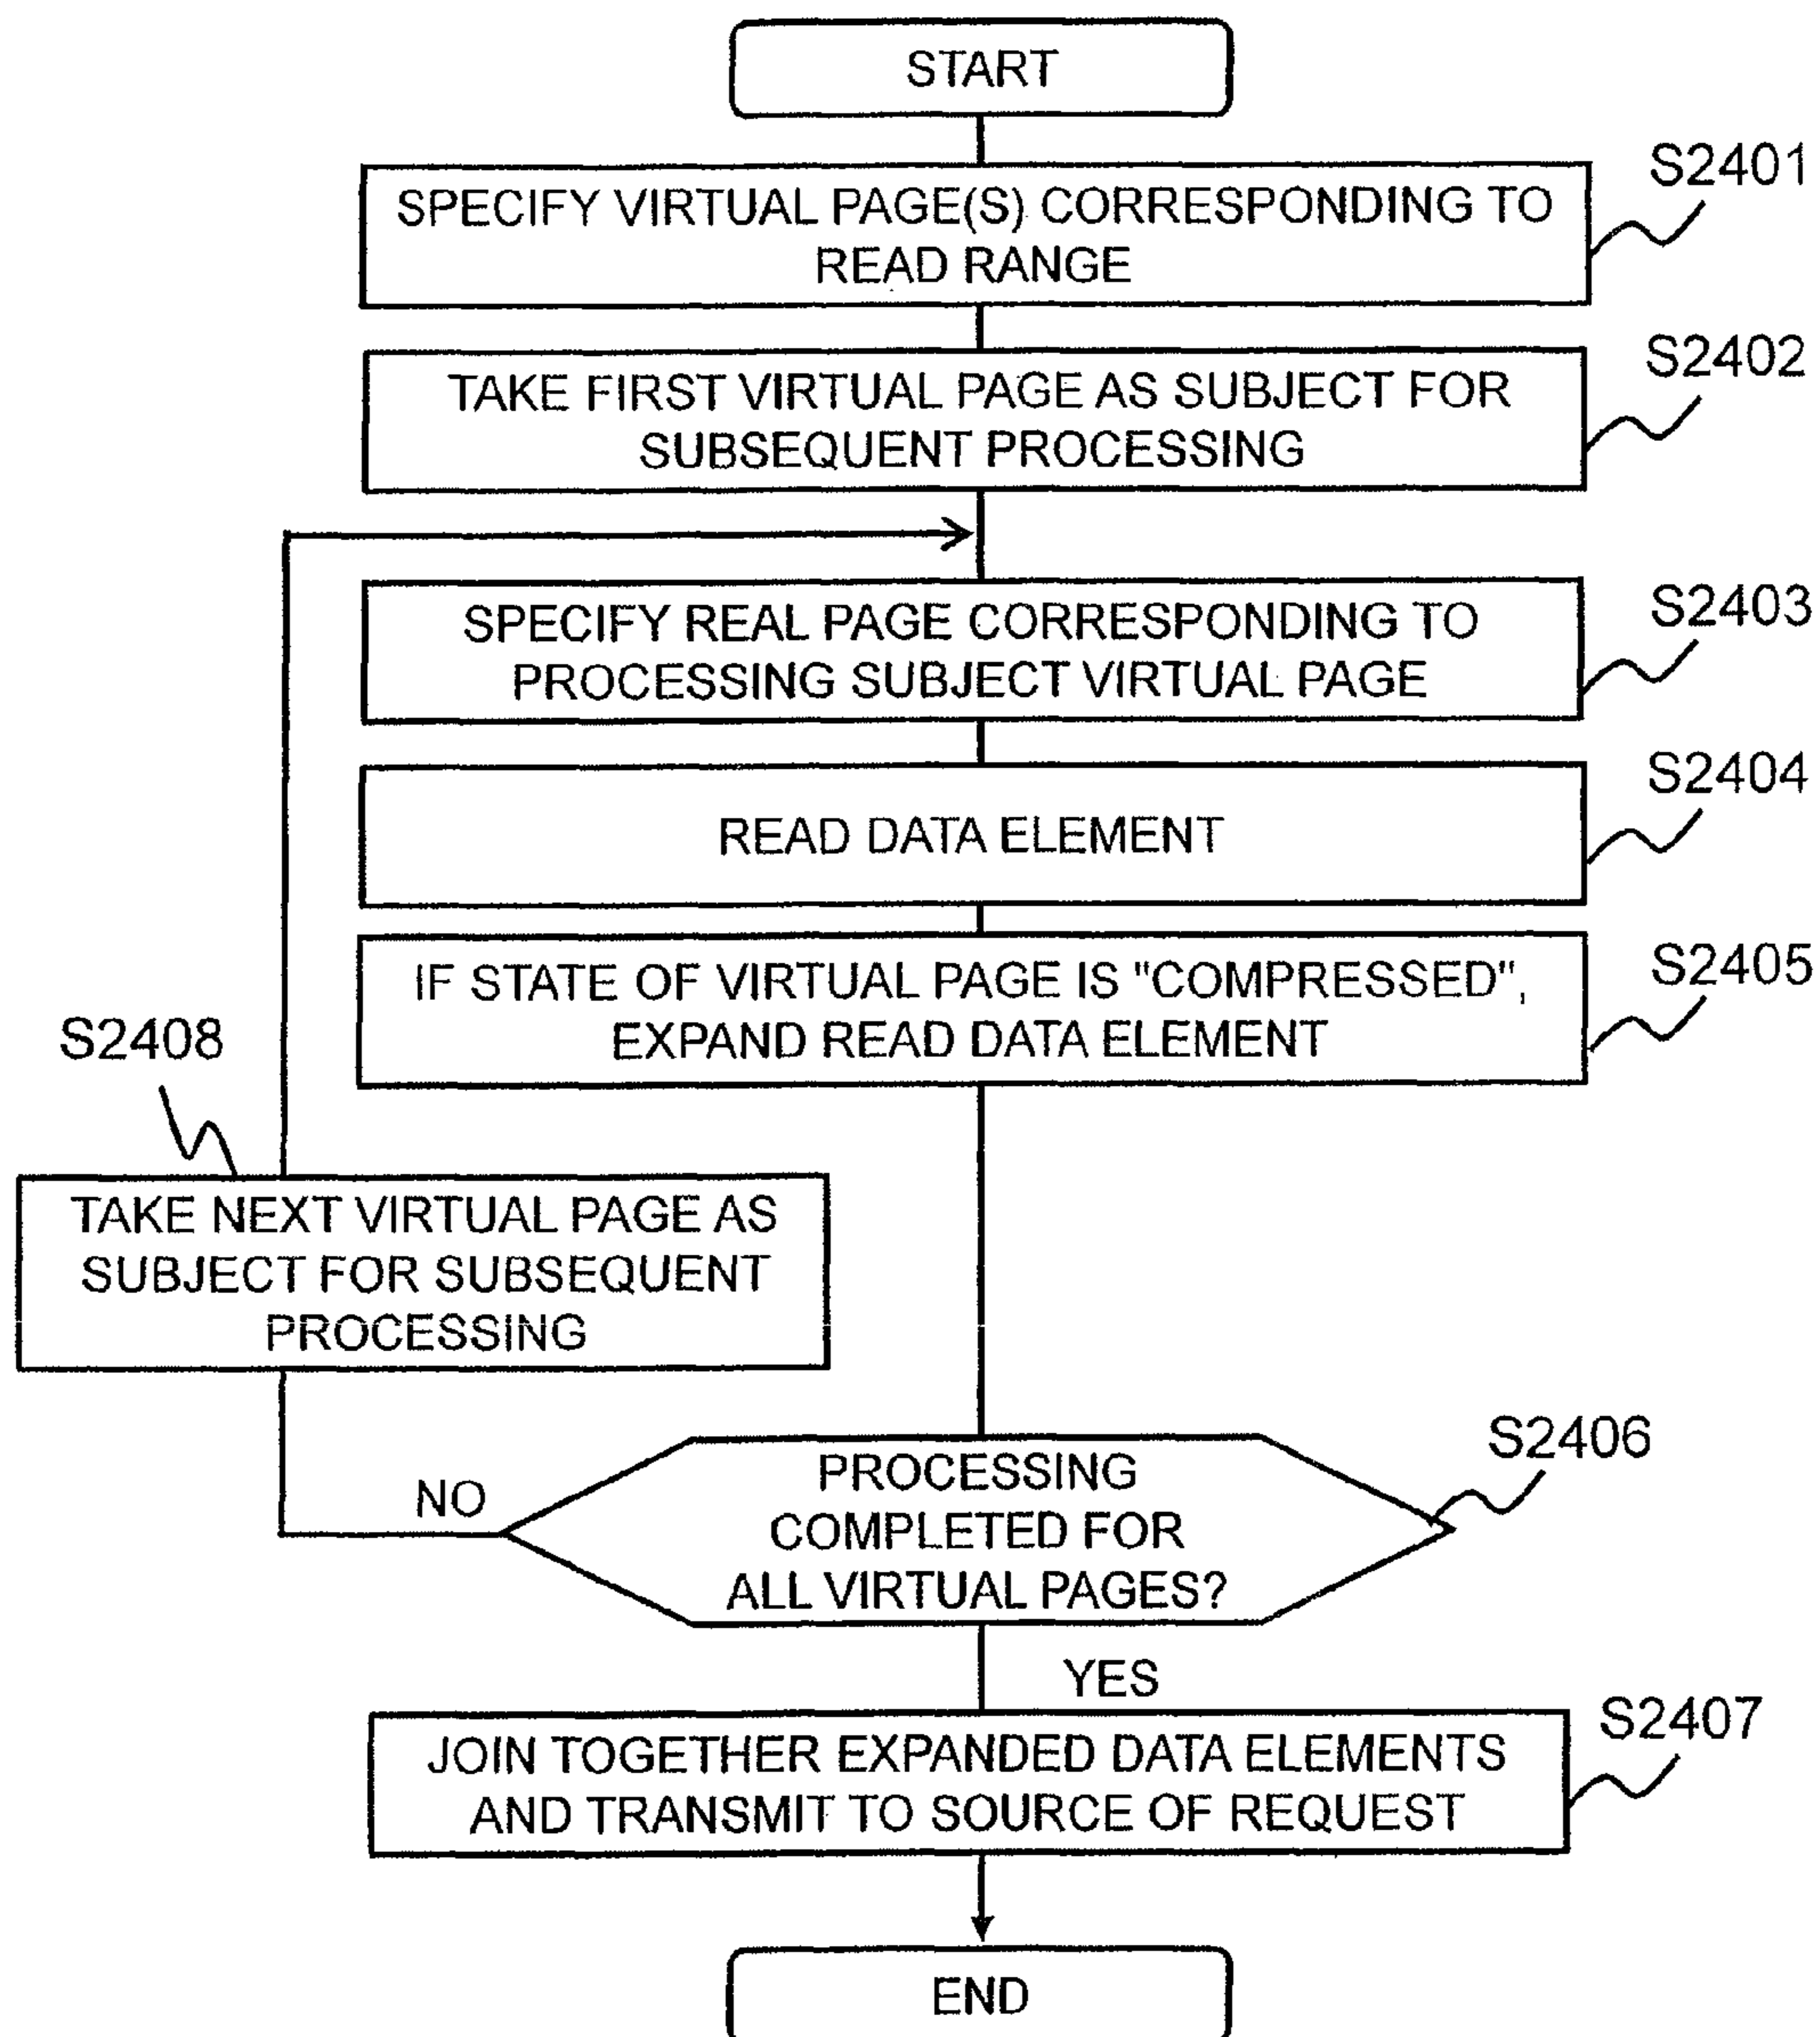 START
S2401
SPECIFY VIRTUAL PAGE(S) CORRESPONDING TO
READ RANGE
S2402
TAKE FIRST VIRTUAL PAGE AS SUBJECT FOR
SUBSEQUENT PROCESSING
S2403
SPECIFY REAL PAGE CORRESPONDING TO
PROCESSING SUBJECT VIRTUAL PAGE
S2404
READ DATA ELEMENT
S2405
IF STATE OF VIRTUAL PAGE IS "COMPRESSED",
EXPAND READ DATA ELEMENT
S2408
TAKE NEXT VIRTUAL PAGE AS
SUBJECT FOR SUBSEQUENT
PROCESSING
S2406
NO
PROCESSING
COMPLETED FOR
ALL VIRTUAL PAGES?
YES
S2407
JOIN TOGETHER EXPANDED DATA ELEMENTS
AND TRANSMIT TO SOURCE OF REQUEST
END